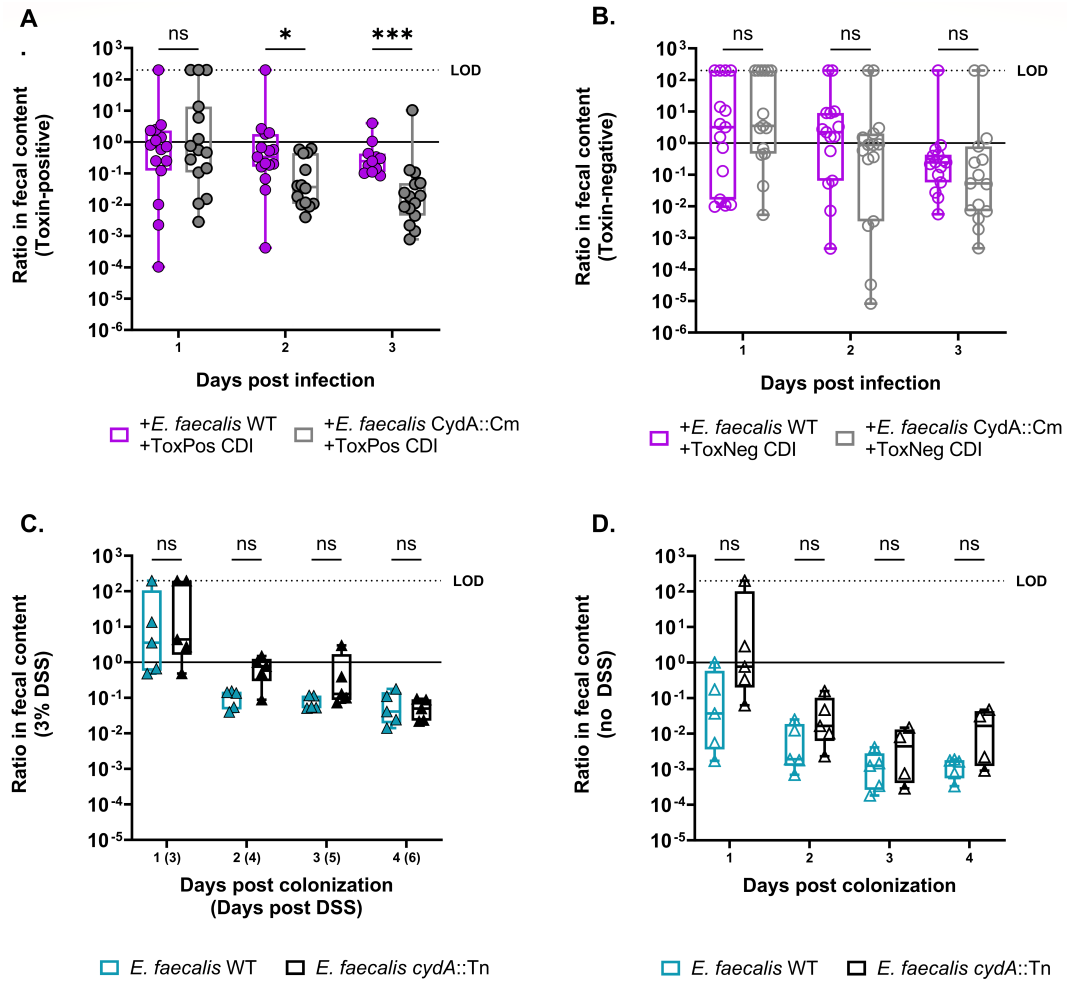 A
.
ns
*
***
10³
10²
10¹
10⁰
10⁻¹
10⁻²
10⁻³
10⁻⁴
10⁻⁵
10⁻⁶
LOD
Ratio in fecal content
(Toxin-positive)
1 2 3
Days post infection
+E. faecalis WT
+ToxPos CDI
+E. faecalis CydA::Cm
+ToxPos CDI
B.
ns
ns
ns
10³
10²
10¹
10⁰
10⁻¹
10⁻²
10⁻³
10⁻⁴
10⁻⁵
10⁻⁶
LOD
Ratio in fecal content
(Toxin-negative)
1 2 3
Days post infection
+E. faecalis WT
+ToxNeg CDI
+E. faecalis CydA::Cm
+ToxNeg CDI
C.
ns
ns
ns
ns
10³
10²
10¹
10⁰
10⁻¹
10⁻²
10⁻³
10⁻⁴
10⁻⁵
LOD
Ratio in fecal content
(3% DSS)
1 (3) 2 (4) 3 (5) 4 (6)
Days post colonization
(Days post DSS)
E. faecalis WT
E. faecalis cydA::Tn
D.
ns
ns
ns
ns
10³
10²
10¹
10⁰
10⁻¹
10⁻²
10⁻³
10⁻⁴
10⁻⁵
LOD
Ratio in fecal content
(no DSS)
1 2 3 4
Days post colonization
E. faecalis WT
E. faecalis cydA::Tn